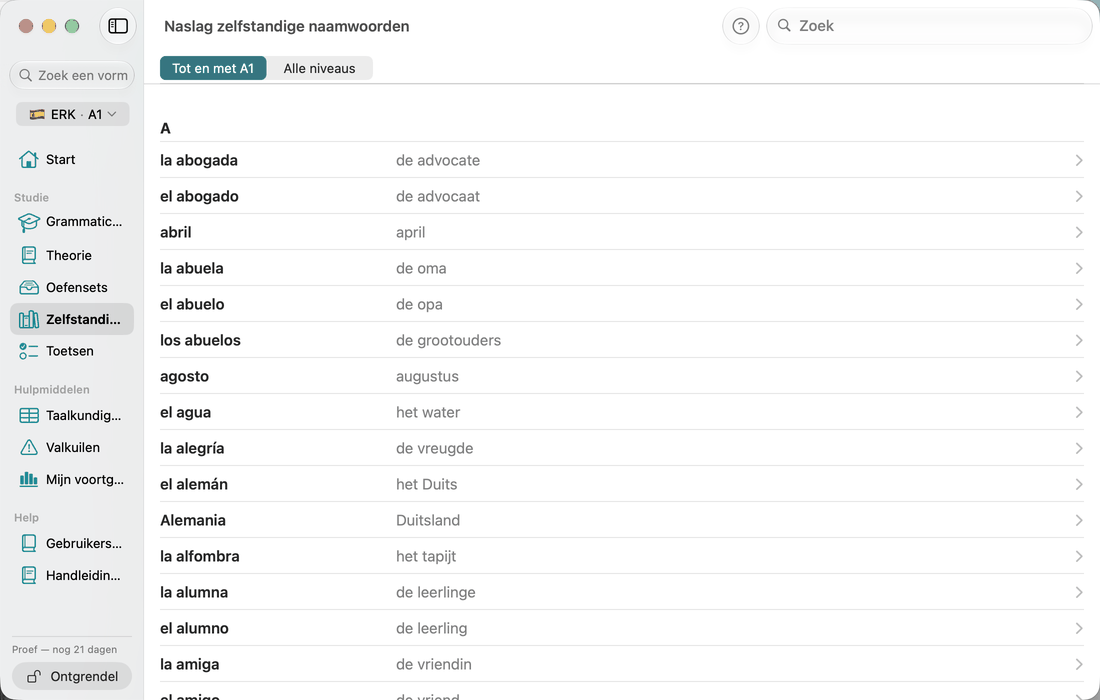 Naslag zelfstandige naamwoorden
Zoek
Tot en met A1
Alle niveaus
Zoek een vorm
ERK · A1
Start
Studie
Grammatic...
Theorie
Oefensets
Zelfstandi...
Toetsen
Hulpmiddelen
Taalkundig...
Valkuilen
Mijn voortg...
Help
Gebruikers...
Handleidin...
Proef — nog 21 dagen
Ontgrendel
A
la abogada de advocate
el abogado de advocaat
abril april
la abuela de oma
el abuelo de opa
los abuelos de grootouders
agosto augustus
el agua het water
la alegría de vreugde
el alemán het Duits
Alemania Duitsland
la alfombra het tapijt
la alumna de leerlinge
el alumno de leerling
la amiga de vriendin
el amigo de vriend